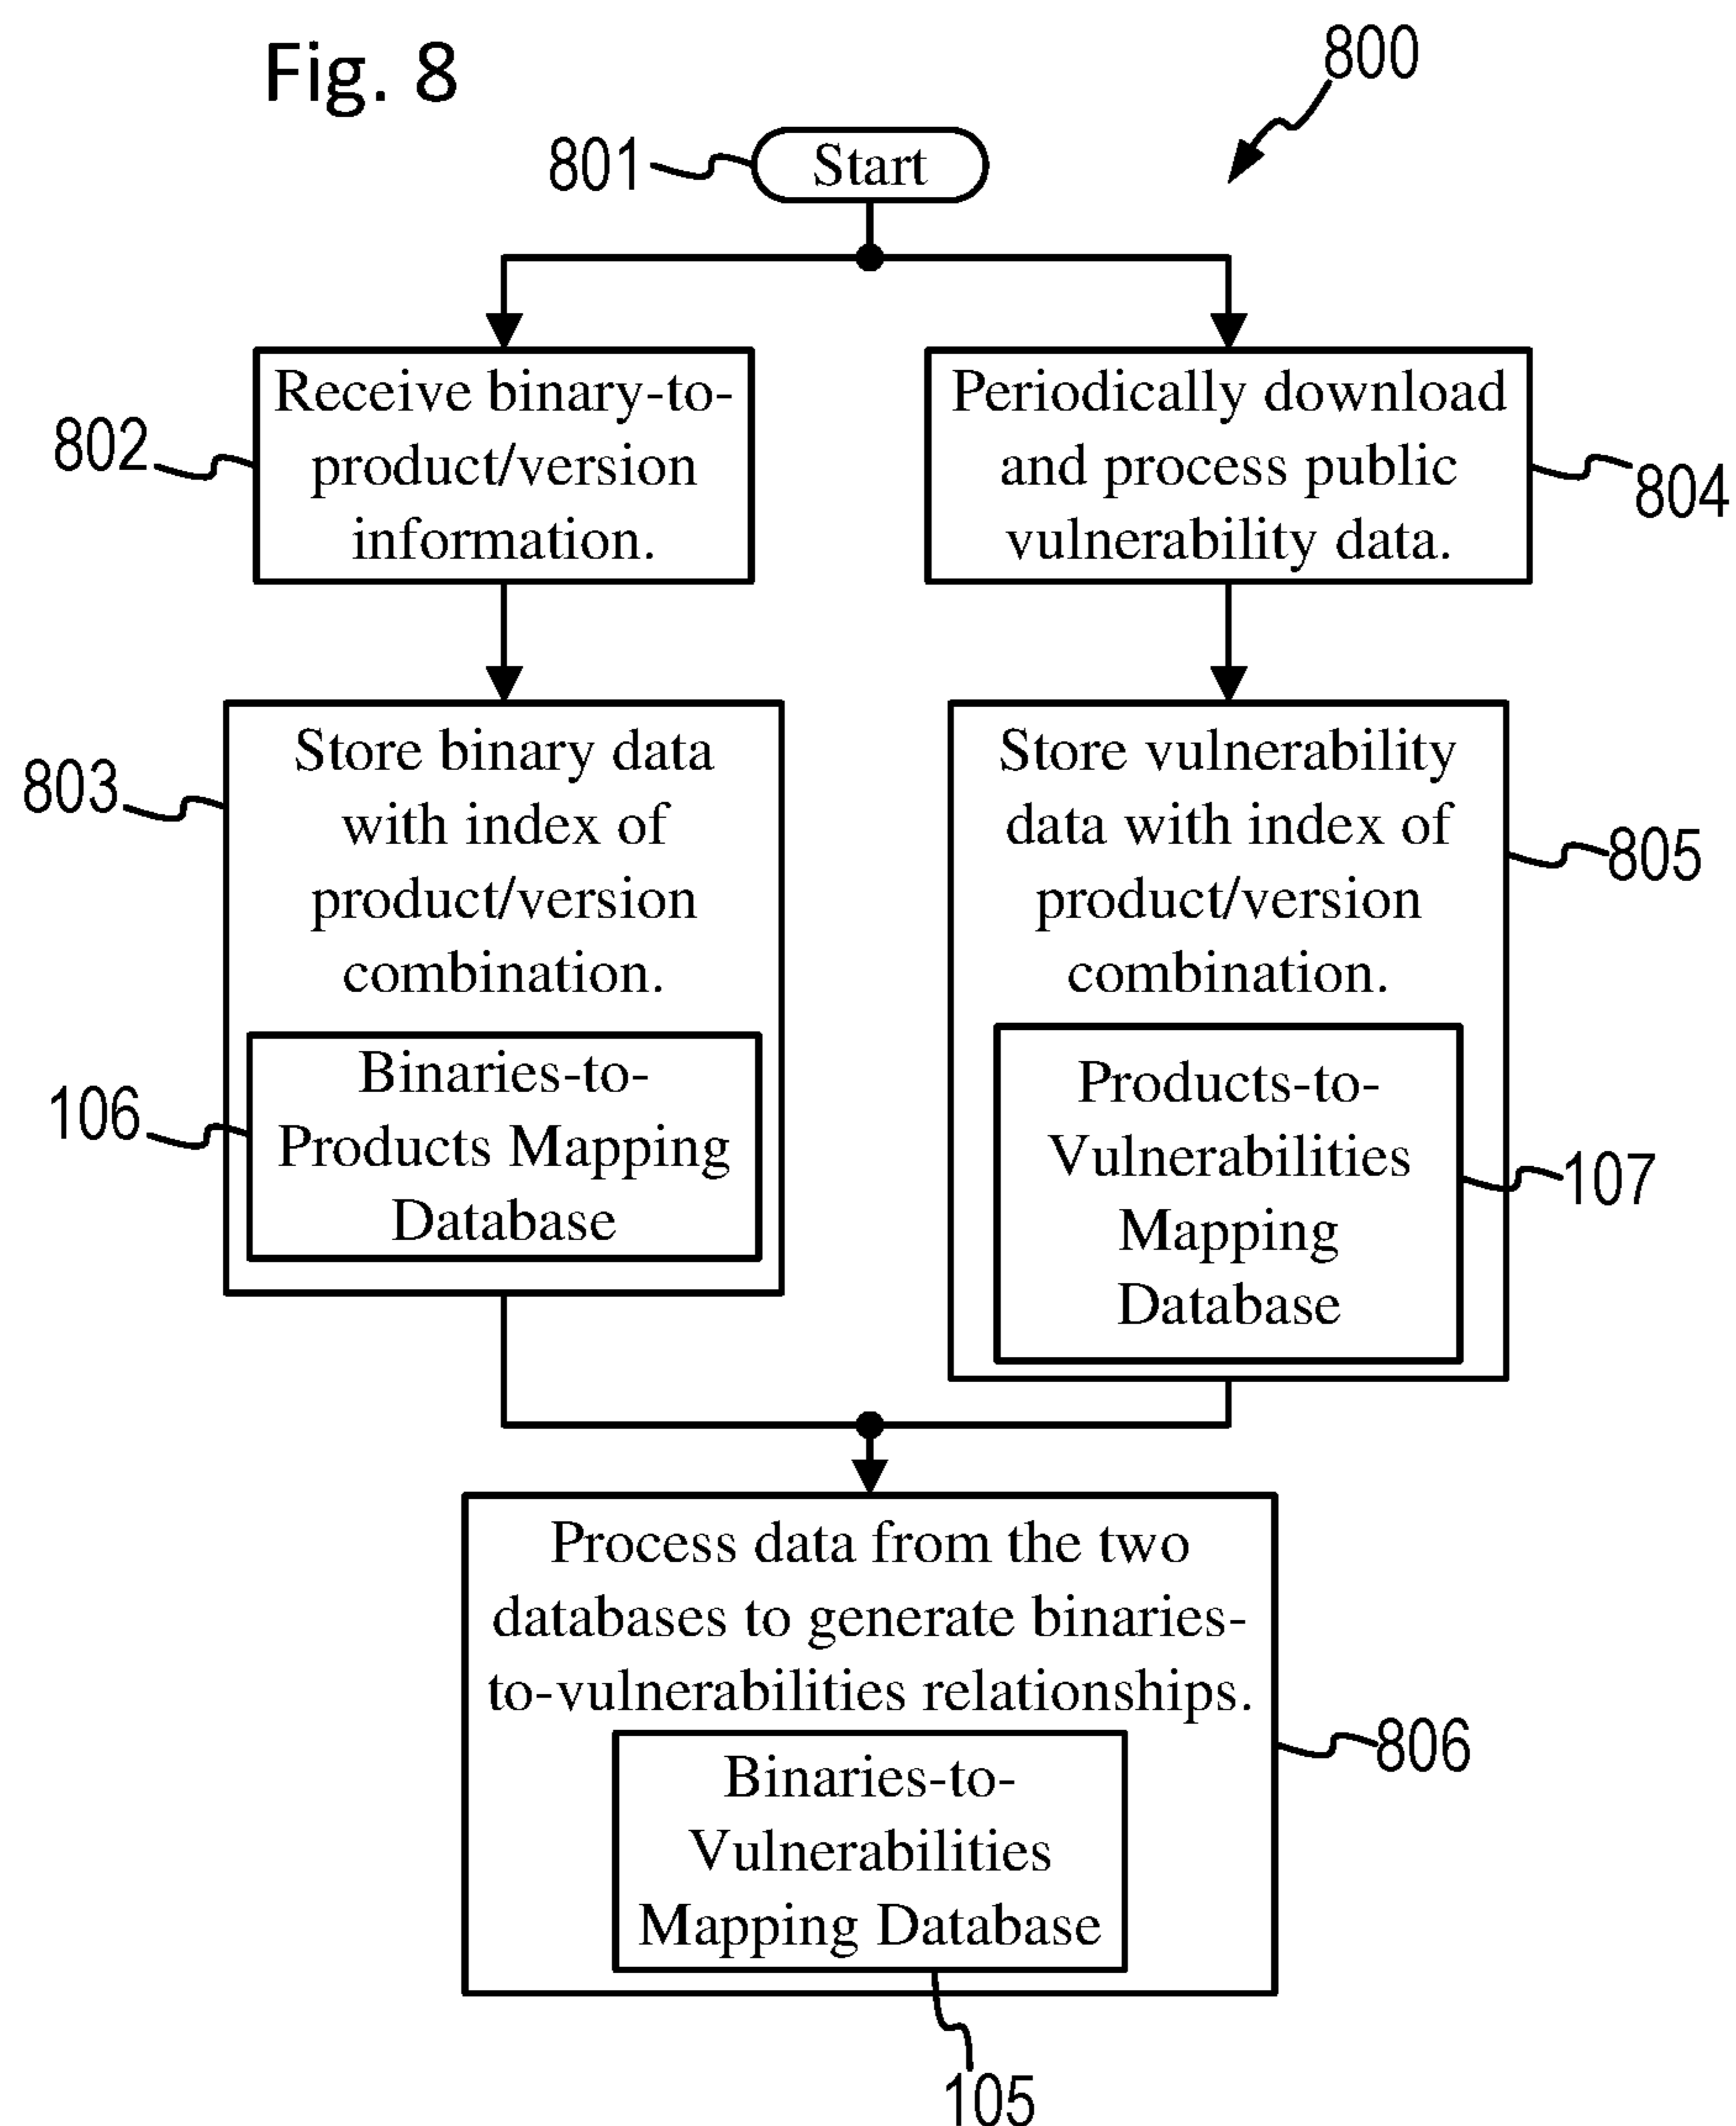 Fig. 8
800
801
Start
802
Receive binary-to-
product/version
information.
Periodically download
and process public
vulnerability data.
804
803
Store binary data
with index of
product/version
combination.
106
Binaries-to-
Products Mapping
Database
Store vulnerability
data with index of
product/version
combination.
805
Products-to-
Vulnerabilities
Mapping
Database
107
Process data from the two
databases to generate binaries-
to-vulnerabilities relationships.
806
Binaries-to-
Vulnerabilities
Mapping Database
105